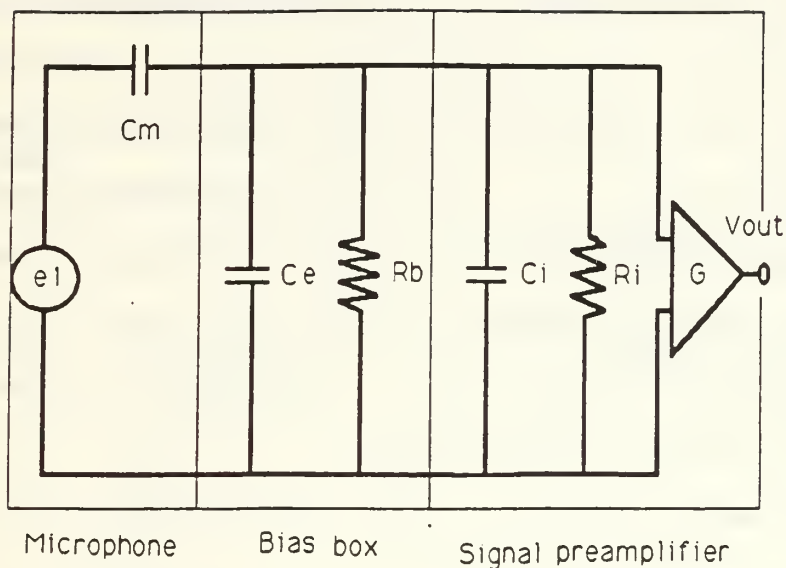 Cm
Vout
e1
Ce
Rb
Ci
Ri
G
Microphone
Bias box
Signal preamplifier